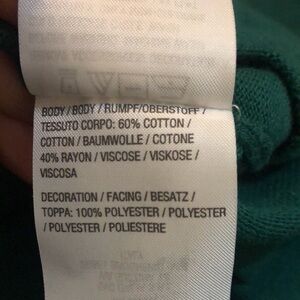 BODY / BODY / RUMPF/OBERSTOFF /
TESSUTO CORPO: 60% COTTON /
COTTON / BAUMWOLLE / COTONE
40% RAYON / VISCOSE / VISKOSE /
VISCOSA
DECORATION / FACING / BESATZ /
TOPPA: 100% POLYESTER / POLYESTER
/ POLYESTER / POLIESTERE